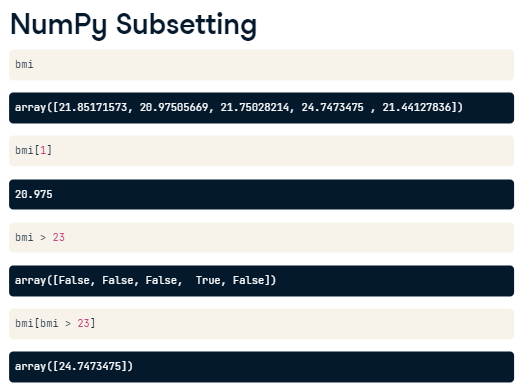 NumPy Subsetting
bmi
array([21.85171573, 20.97505669, 21.75028214, 24.7473475 , 21.44127836])
bmi[1]
20.975
bmi > 23
array([False, False, False,  True, False])
bmi[bmi > 23]
array([24.7473475])